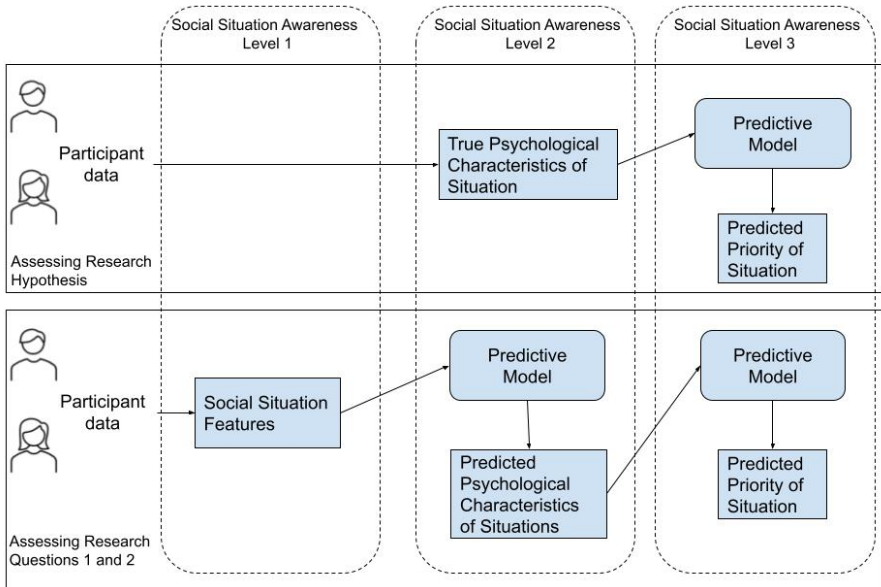 Social Situation Awareness
Level 1
Social Situation Awareness
Level 2
Social Situation Awareness
Level 3
Participant
data
True Psychological
Characteristics of
Situation
Predictive
Model
Predicted
Priority of
Situation
Assessing Research
Hypothesis
Participant
data
Social Situation
Features
Predictive
Model
Predicted
Psychological
Characteristics
of Situations
Predictive
Model
Predicted
Priority of
Situation
Assessing Research
Questions 1 and 2